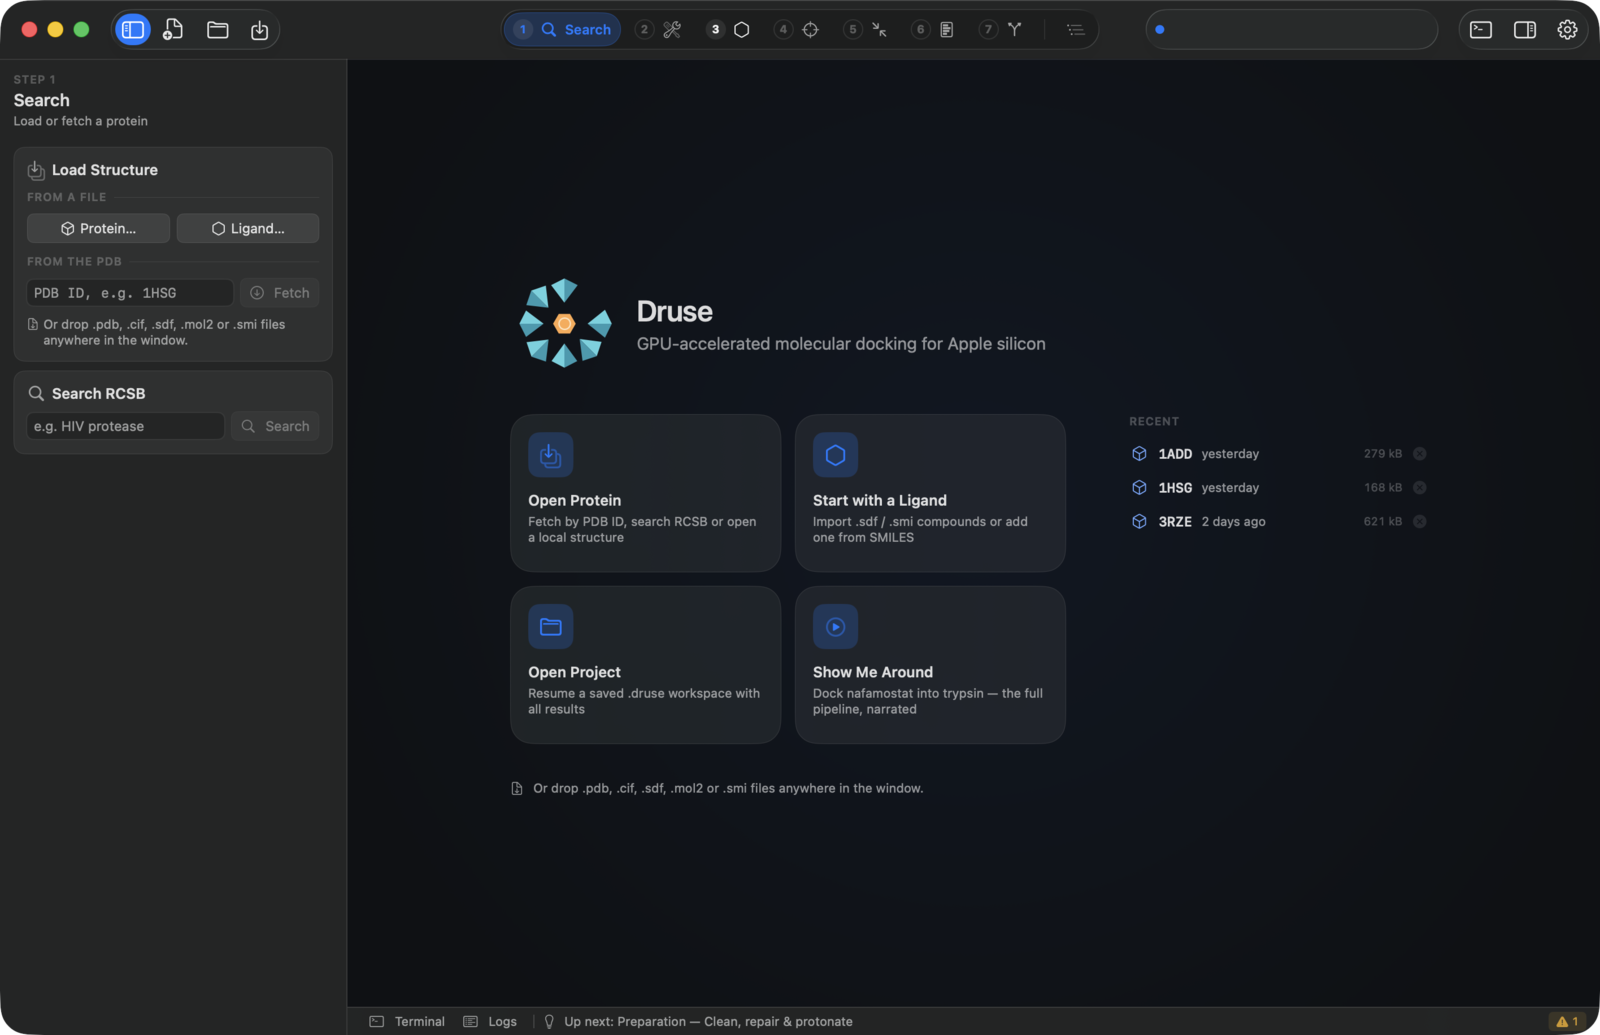 1 Search 2 3 4 5 6 7
STEP 1
Search
Load or fetch a protein
Load Structure
FROM A FILE
Protein... Ligand...
FROM THE PDB
PDB ID, e.g. 1HSG Fetch
Or drop .pdb, .cif, .sdf, .mol2 or .smi files
anywhere in the window.
Search RCSB
e.g. HIV protease Search
Druse
GPU-accelerated molecular docking for Apple silicon
Open Protein
Fetch by PDB ID, search RCSB or open
a local structure
Start with a Ligand
Import .sdf / .smi compounds or add
one from SMILES
Open Project
Resume a saved .druse workspace with
all results
Show Me Around
Dock nafamostat into trypsin — the full
pipeline, narrated
RECENT
1ADD yesterday 279 kB
1HSG yesterday 168 kB
3RZE 2 days ago 621 kB
Or drop .pdb, .cif, .sdf, .mol2 or .smi files anywhere in the window.
Terminal Logs Up next: Preparation — Clean, repair & protonate 1